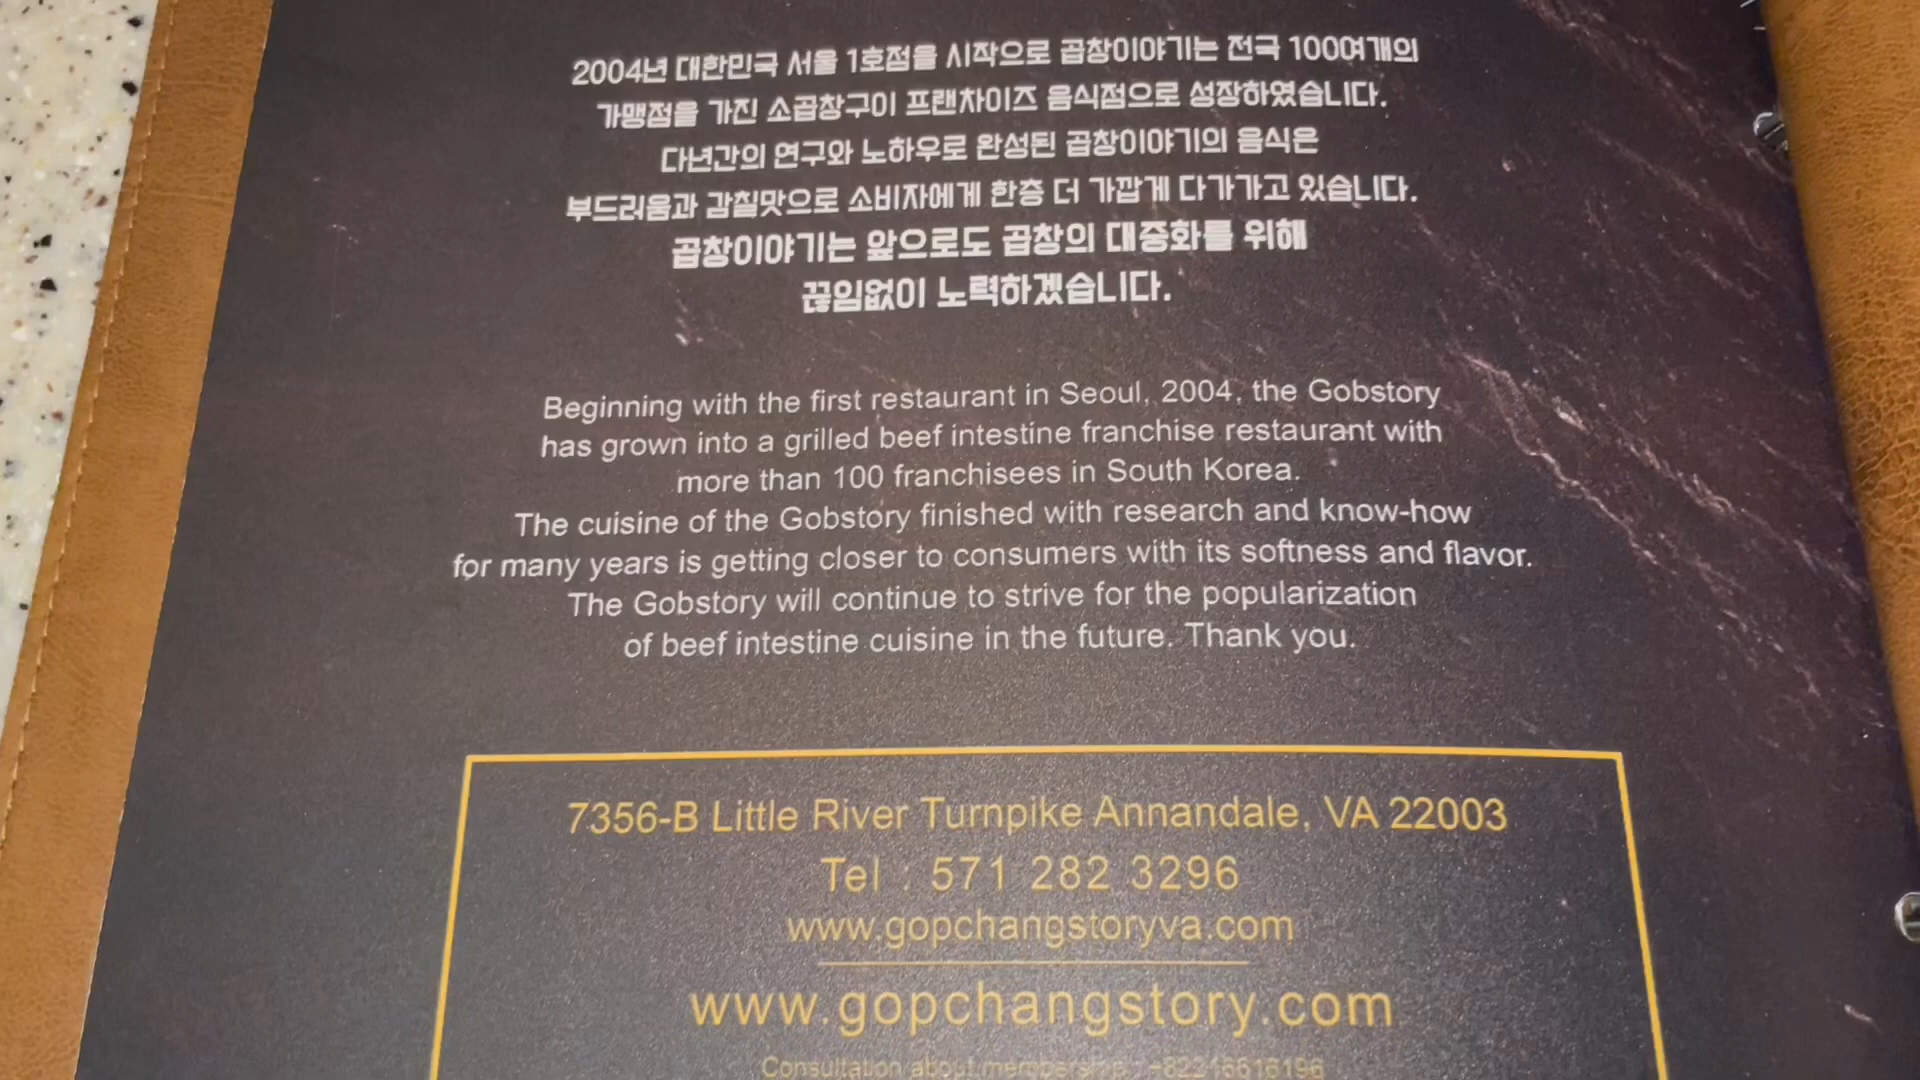 2004년 대한민국 서울 1호점을 시작으로 곱창이야기는 전국 100여개의
가맹점을 가진 소곱창구이 프랜차이즈 음식점으로 성장하였습니다.
다년간의 연구와 노하우로 완성된 곱창이야기의 음식은
부드러움과 감칠맛으로 소비자에게 한층 더 가깝게 다가가고 있습니다.
곱창이야기는 앞으로도 곱창의 대중화를 위해
끊임없이 노력하겠습니다.
Beginning with the first restaurant in Seoul, 2004, the Gobstory
has grown into a grilled beef intestine franchise restaurant with
more than 100 franchisees in South Korea.
The cuisine of the Gobstory finished with research and know-how
for many years is getting closer to consumers with its softness and flavor.
The Gobstory will continue to strive for the popularization
of beef intestine cuisine in the future. Thank you.
7356-B Little River Turnpike Annandale, VA 22003
Tel : 571 282 3296
www.gopchangstoryva.com
www.gopchangstory.com
Consultation about membership :